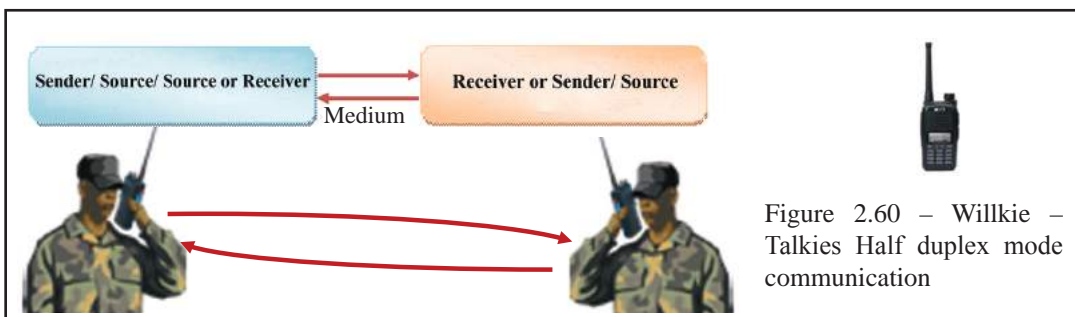 Sender/ Source/ Source or Receiver
Receiver or Sender/ Source
Medium
Figure 2.60 – Willkie –
Talkies Half duplex mode
communication